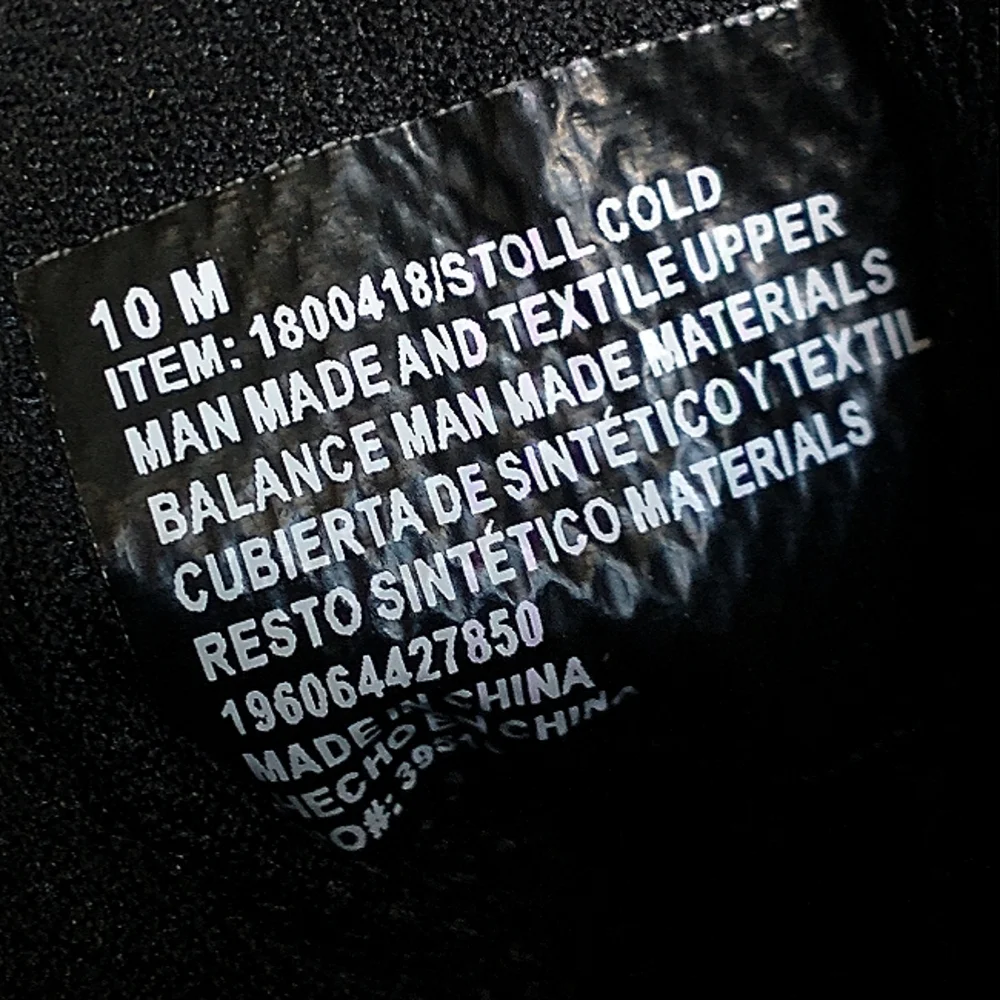 10 M
ITEM: 1800418/STOLL COLD
MAN MADE AND TEXTILE UPPER
BALANCE MAN MADE MATERIALS
CUBIERTA DE SINTÉTICO Y TEXTIL
RESTO SINTÉTICO MATERIALS
196064427850
MADE IN CHINA
HECHO EN CHINA